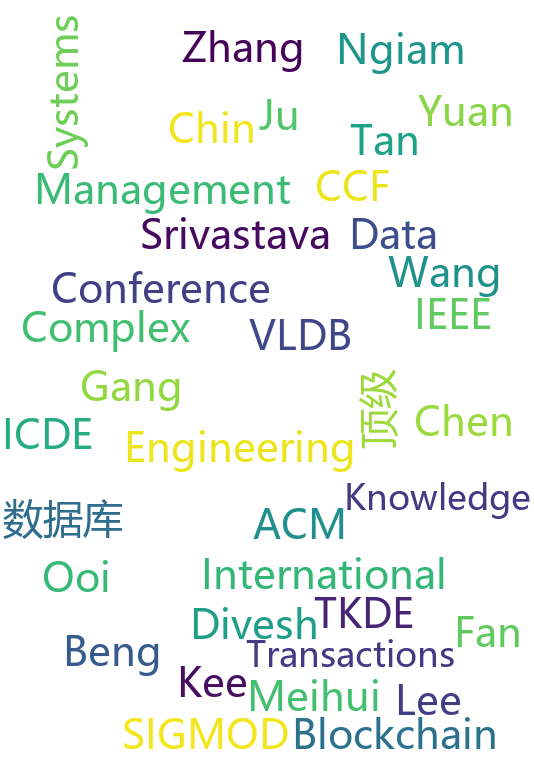 Systems
Zhang
Ngiam
Chin
Ju
Yuan
Tan
Management
CCF
Srivastava
Data
Wang
Conference
IEEE
Complex
VLDB
Gang
顶级
Chen
ICDE
Engineering
Knowledge
数据库
ACM
Ooi
International
Divesh
TKDE
Fan
Beng
Transactions
Kee
Meihui
Lee
SIGMOD
Blockchain